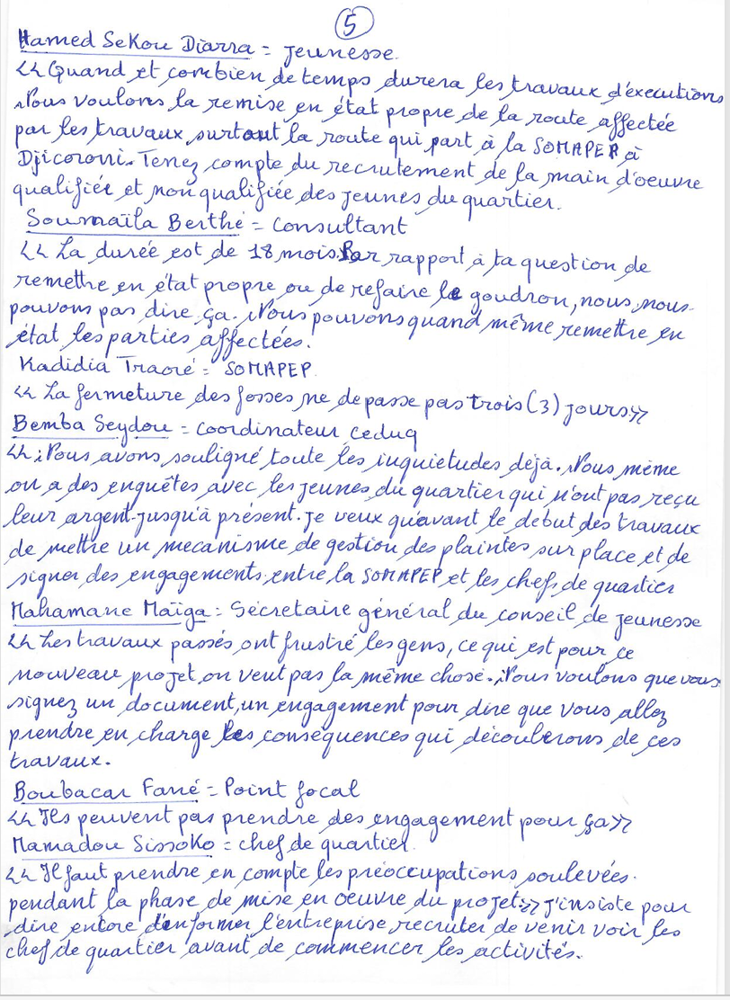 5
Hamed Sekou Diarra = jeunesse.
<< Quand et combien de temps durera les travaux d'éxecutions
Nous voulons la remise en état propre de la route affectée
par les travaux surtout la route qui part à la SOMAPEP à
Djicoroni. Tenez compte du recrutement de la main d'oeuvre
qualifiée et non qualifiée des jeunes du quartier.
Soumaïla Berthé = Consultant
<< La durée est de 18 mois. Par rapport à ta question de
remettre en état propre ou de refaire le goudron, nous nous
pouvons pas dire ça. Nous pouvons quand même remettre en
état les parties affectées.
Kadidia Traoré = SOMAPEP
<< La fermeture des fosses ne depasse pas trois (3) jours >>
Bemba Seydou = Coordinateur Ceduq
<< Nous avons souligné toute les inquietudes déjà. Nous même
on a des enquêtes avec les jeunes du quartier qui n'ont pas reçu
leur argent jusqu'à présent. Je veux qu'avant le debut des travaux
de mettre un mecanisme de gestion des plaintes sur place et de
signer des engagements entre la SOMAPEP et les chefs de quartier
Mahamane Maïga = Sécretaire général du conseil de jeunesse
<< Les travaux passés ont frustré les gens, ce qui est pour ce
nouveau projet on veut pas la même chose. Nous voulons que vous
signez un document, un engagement pour dire que vous allez
prendre en charge les conséquences qui découlerons de ces
travaux.
Boubacar Fané = Point focal
<< Ils peuvent pas prendre des engagement pour ça >>
Mamadou Sissoko = chef de quartier.
<< Il faut prendre en compte les préoccupations soulevées
pendant la phase de mise en oeuvre du projet >> j'insiste pour
dire encore d'informer l'entreprise recruter de venir voir les
chef de quartier avant de commencer les activités.